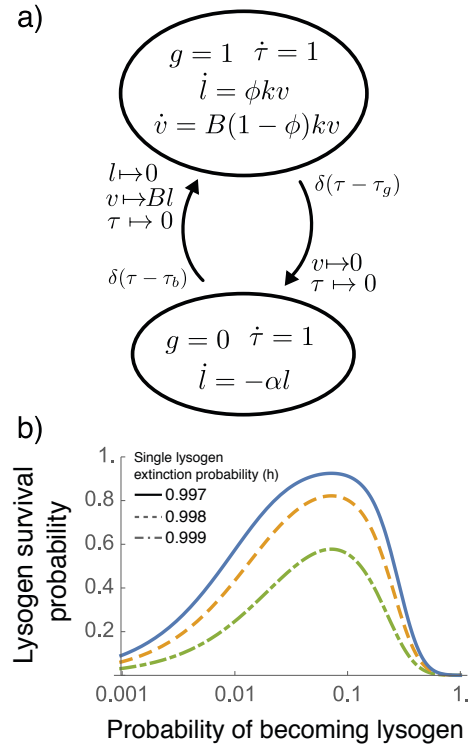 a)
g = 1 τ̇ = 1
l̇ = ϕkv
v̇ = B(1 − ϕ)kv
l↦0
v↦Bl
τ ↦ 0
δ(τ − τ_g)
δ(τ − τ_b)
v↦0
τ ↦ 0
g = 0 τ̇ = 1
l̇ = −αl
b)
Lysogen survival
probability
1.
0.8
0.6
0.4
0.2
Single lysogen
extinction probability (h)
0.997
0.998
0.999
0.001 0.01 0.1 1.
Probability of becoming lysogen